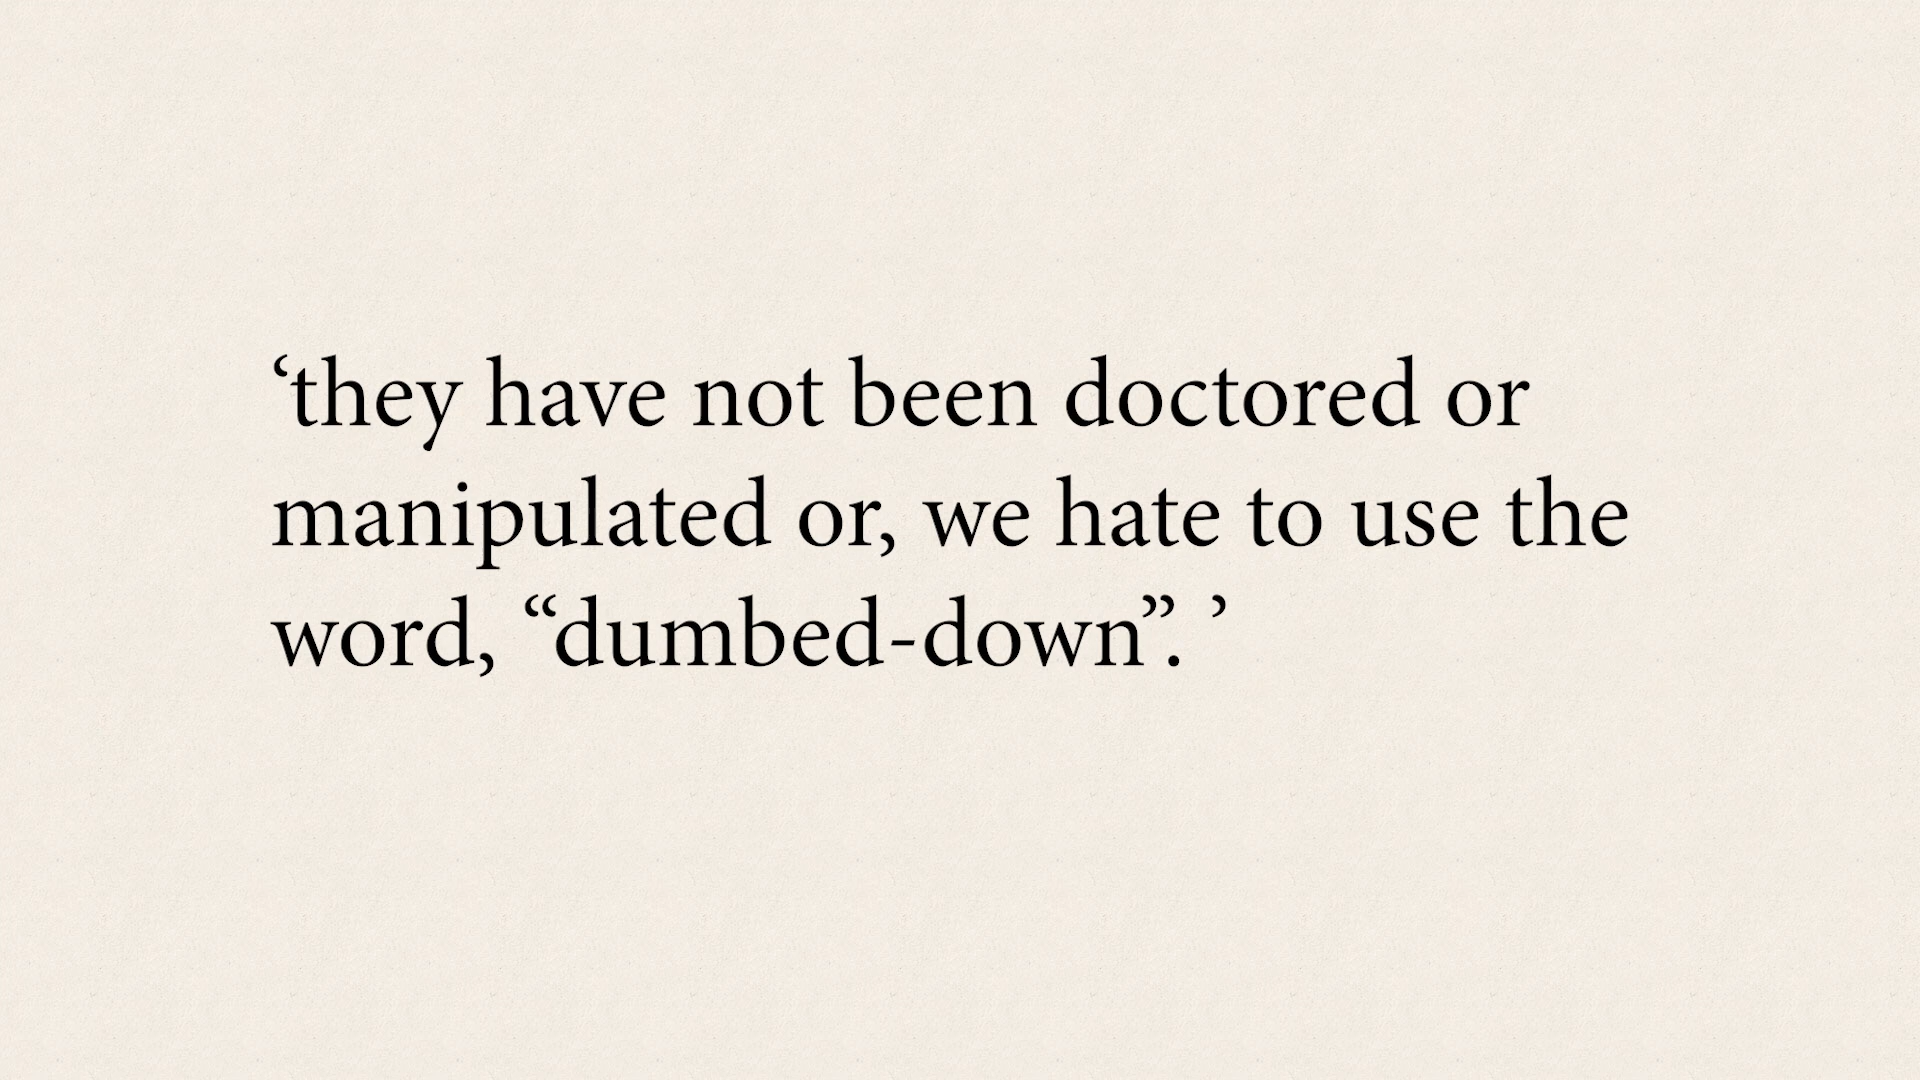 ‘they have not been doctored or
manipulated or, we hate to use the
word, “dumbed-down”. ’